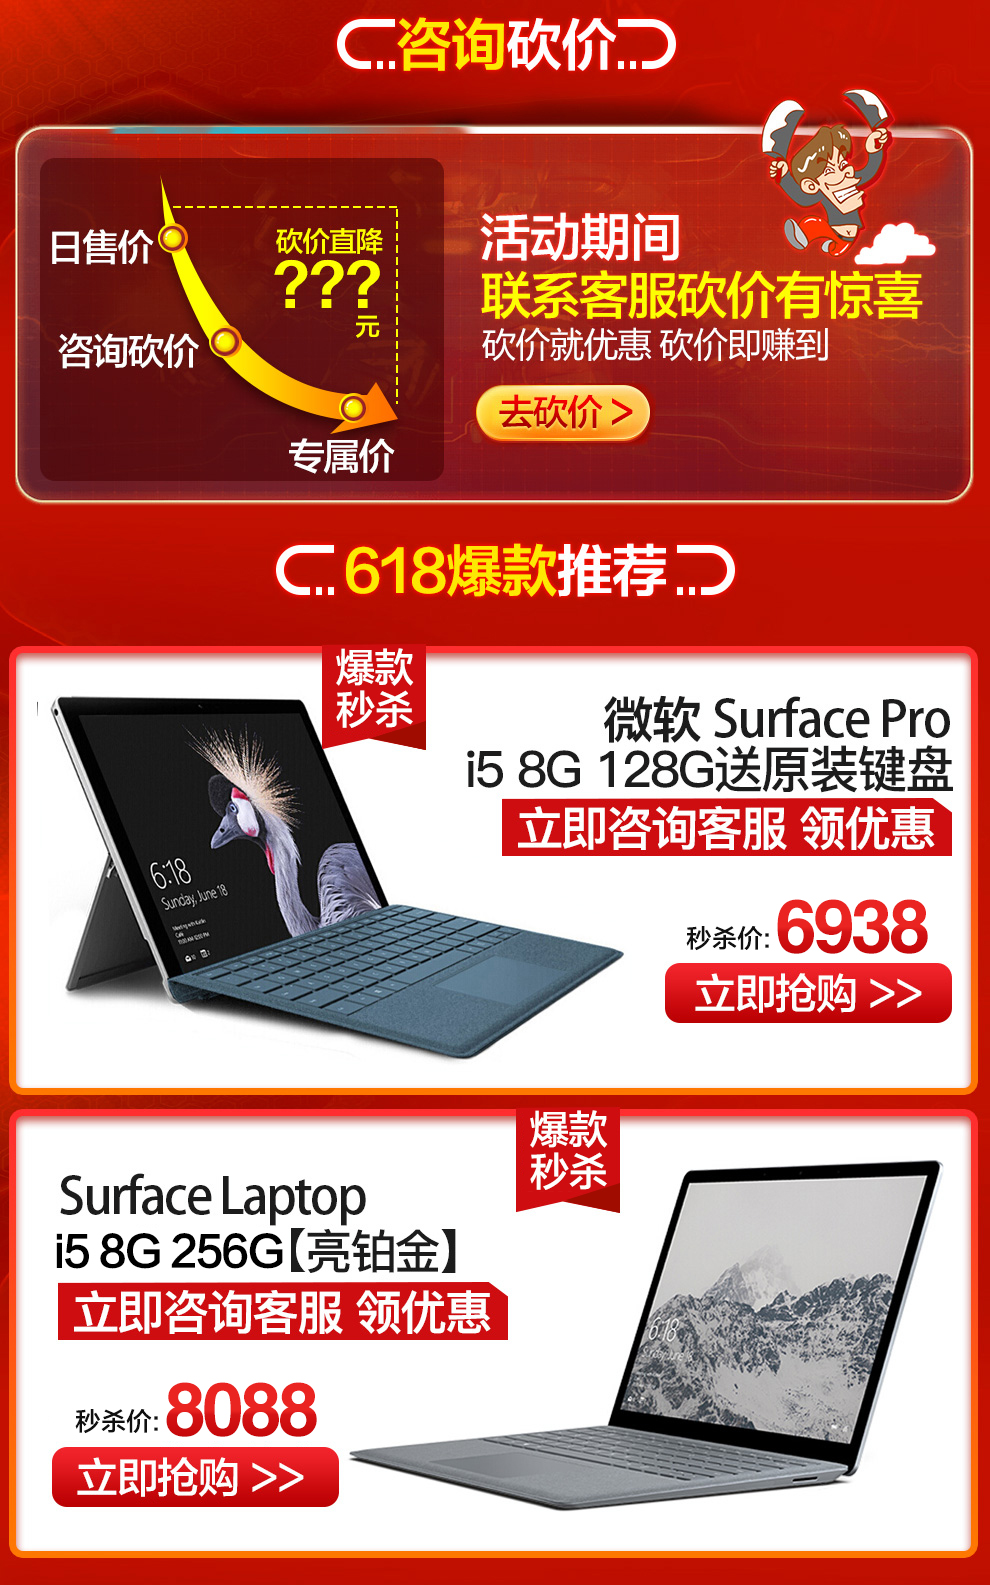 咨询砍价
日售价
砍价直降
???
元
咨询砍价
专属价
活动期间
联系客服砍价有惊喜
砍价就优惠 砍价即赚到
去砍价 >
618爆款推荐
爆款
秒杀
微软 Surface Pro
i5 8G 128G送原装键盘
立即咨询客服 领优惠
秒杀价: 6938
立即抢购 >>
6:18
Sunday, June 18
爆款
秒杀
Surface Laptop
i5 8G 256G【亮铂金】
立即咨询客服 领优惠
秒杀价: 8088
立即抢购 >>
6:18